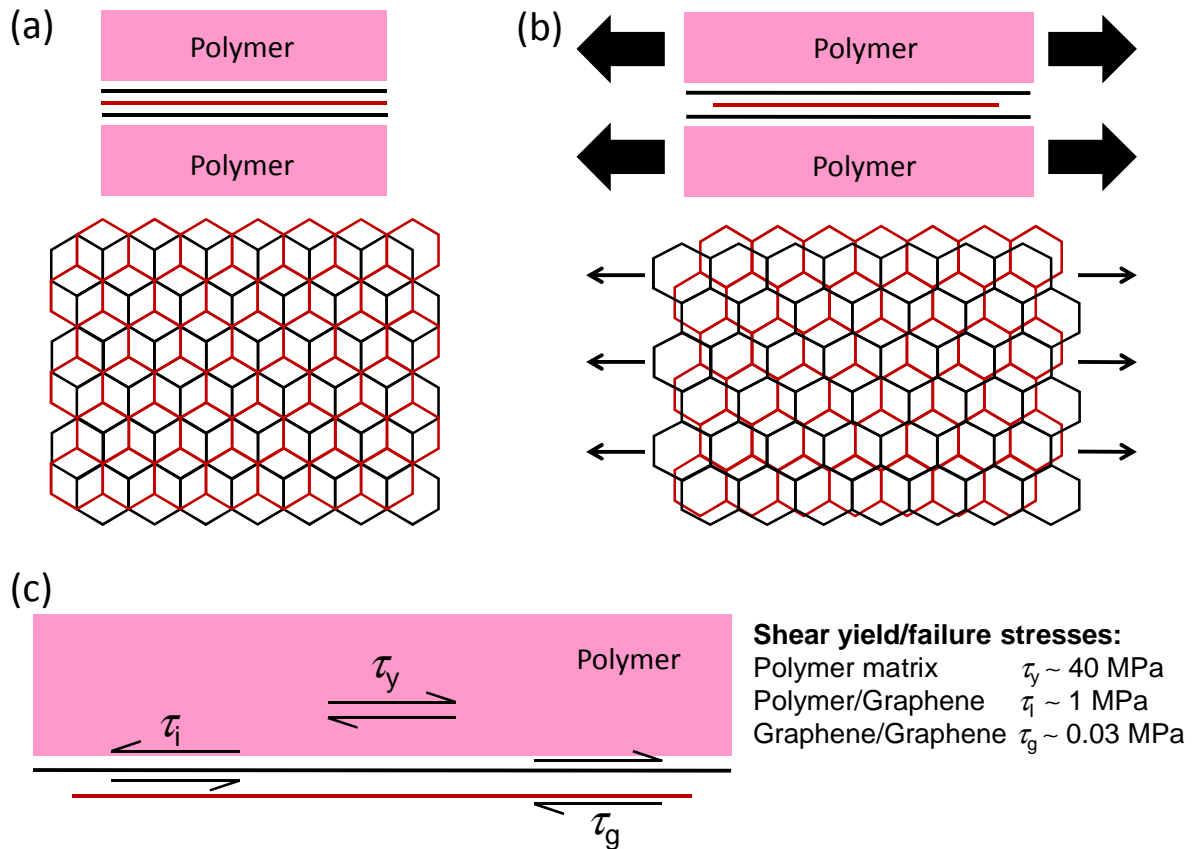 (a)
Polymer
Polymer
(b)
Polymer
Polymer
(c)
Polymer
τy
τi
τg
Shear yield/failure stresses:
Polymer matrix τy ~ 40 MPa
Polymer/Graphene τi ~ 1 MPa
Graphene/Graphene τg ~ 0.03 MPa